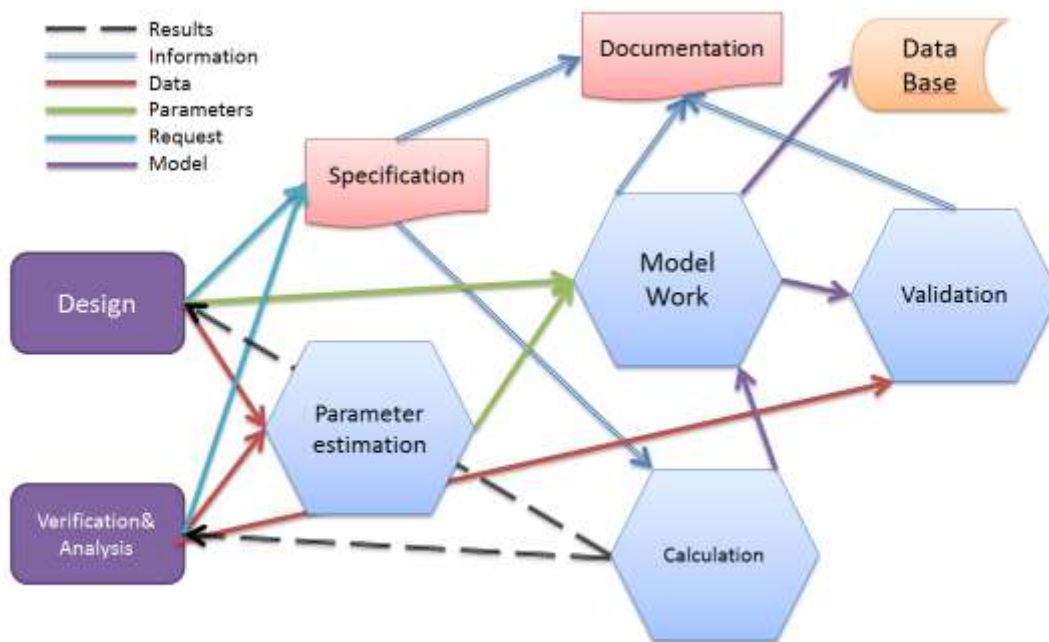 Results
Information
Data
Parameters
Request
Model
Documentation
Data
Base
Specification
Design
Model
Work
Validation
Parameter
estimation
Verification&
Analysis
Calculation